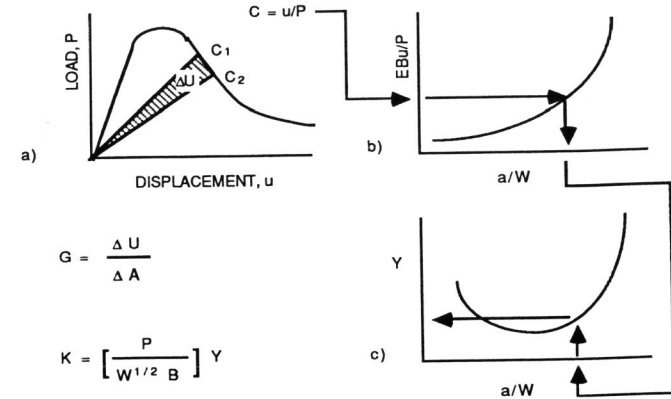 C = u/P
LOAD, P
C1
C2
ΔU
a)
DISPLACEMENT, u
EBu/P
b)
a/W
G = ΔU / ΔA
Y
c)
K = [ P / W^1/2 B ] Y
a/W